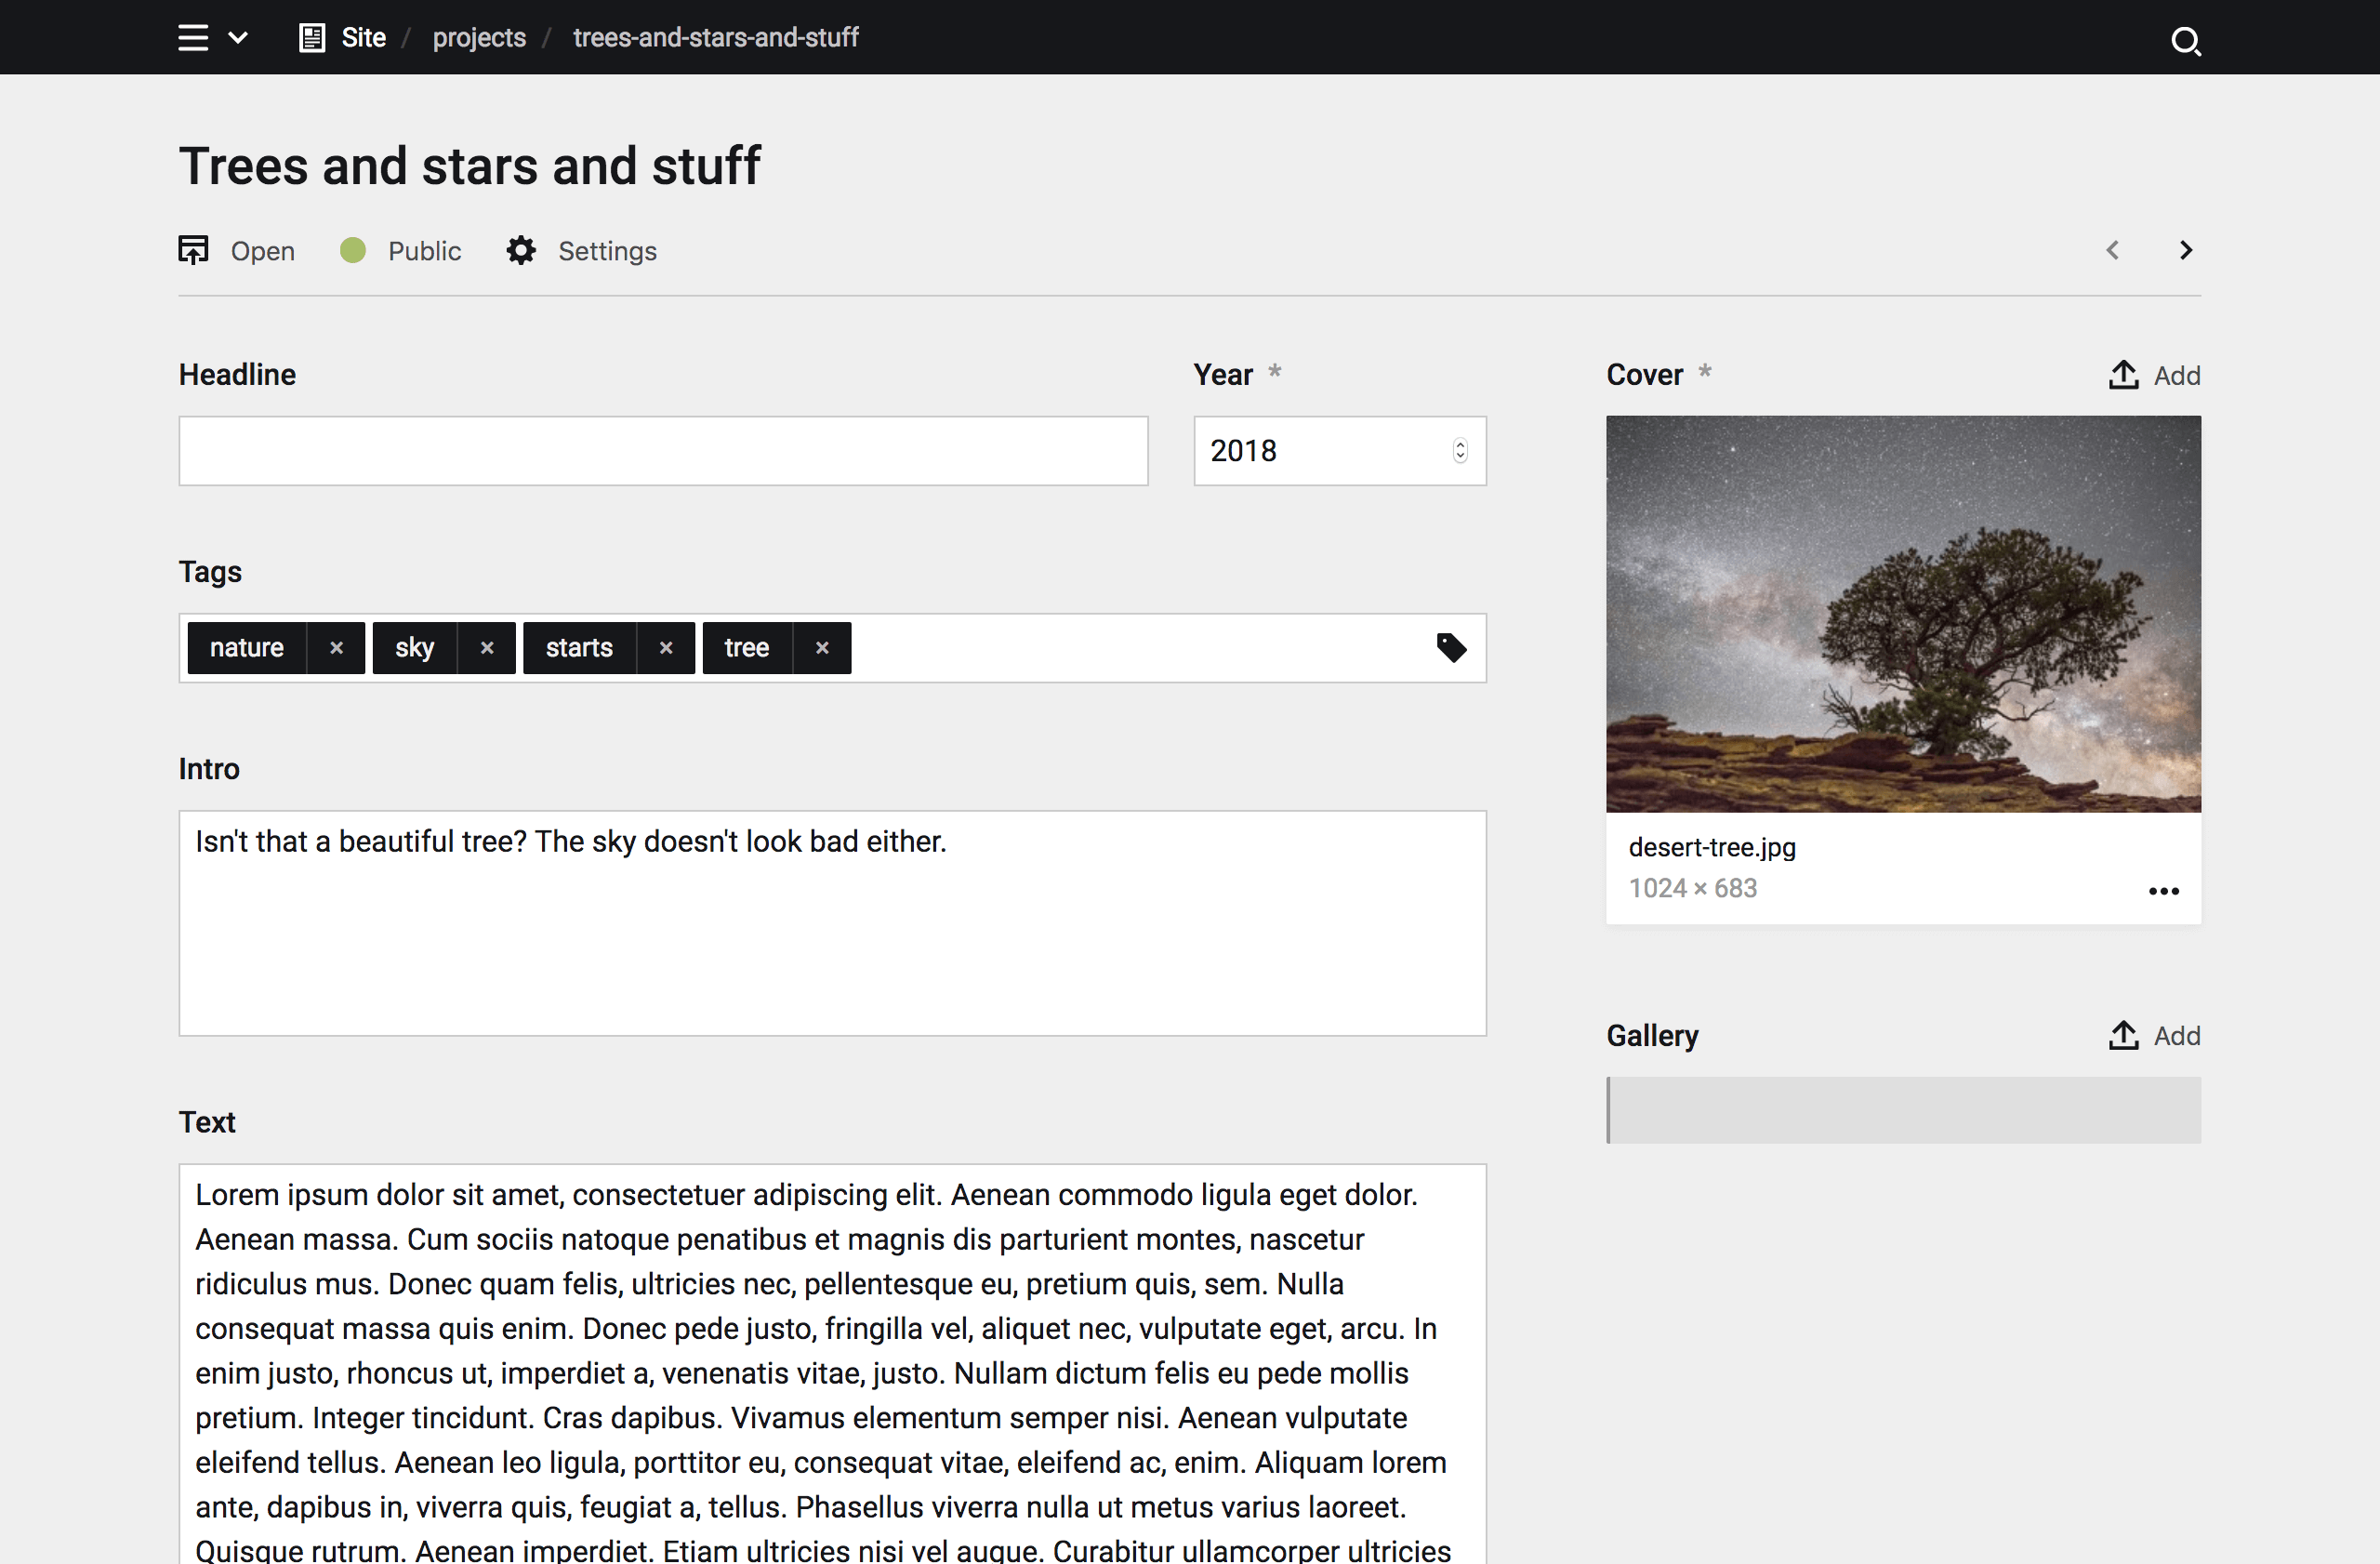 Site / projects / trees-and-stars-and-stuff
Trees and stars and stuff
Open Public Settings
Headline
Year *
2018
Tags
nature × sky × starts × tree ×
Intro
Isn't that a beautiful tree? The sky doesn't look bad either.
Text
Lorem ipsum dolor sit amet, consectetuer adipiscing elit. Aenean commodo ligula eget dolor.
Aenean massa. Cum sociis natoque penatibus et magnis dis parturient montes, nascetur
ridiculus mus. Donec quam felis, ultricies nec, pellentesque eu, pretium quis, sem. Nulla
consequat massa quis enim. Donec pede justo, fringilla vel, aliquet nec, vulputate eget, arcu. In
enim justo, rhoncus ut, imperdiet a, venenatis vitae, justo. Nullam dictum felis eu pede mollis
pretium. Integer tincidunt. Cras dapibus. Vivamus elementum semper nisi. Aenean vulputate
eleifend tellus. Aenean leo ligula, porttitor eu, consequat vitae, eleifend ac, enim. Aliquam lorem
ante, dapibus in, viverra quis, feugiat a, tellus. Phasellus viverra nulla ut metus varius laoreet.
Quisque rutrum. Aenean imperdiet. Etiam ultricies nisi vel augue. Curabitur ullamcorper ultricies
Cover *
Add
desert-tree.jpg
1024 × 683
Gallery
Add